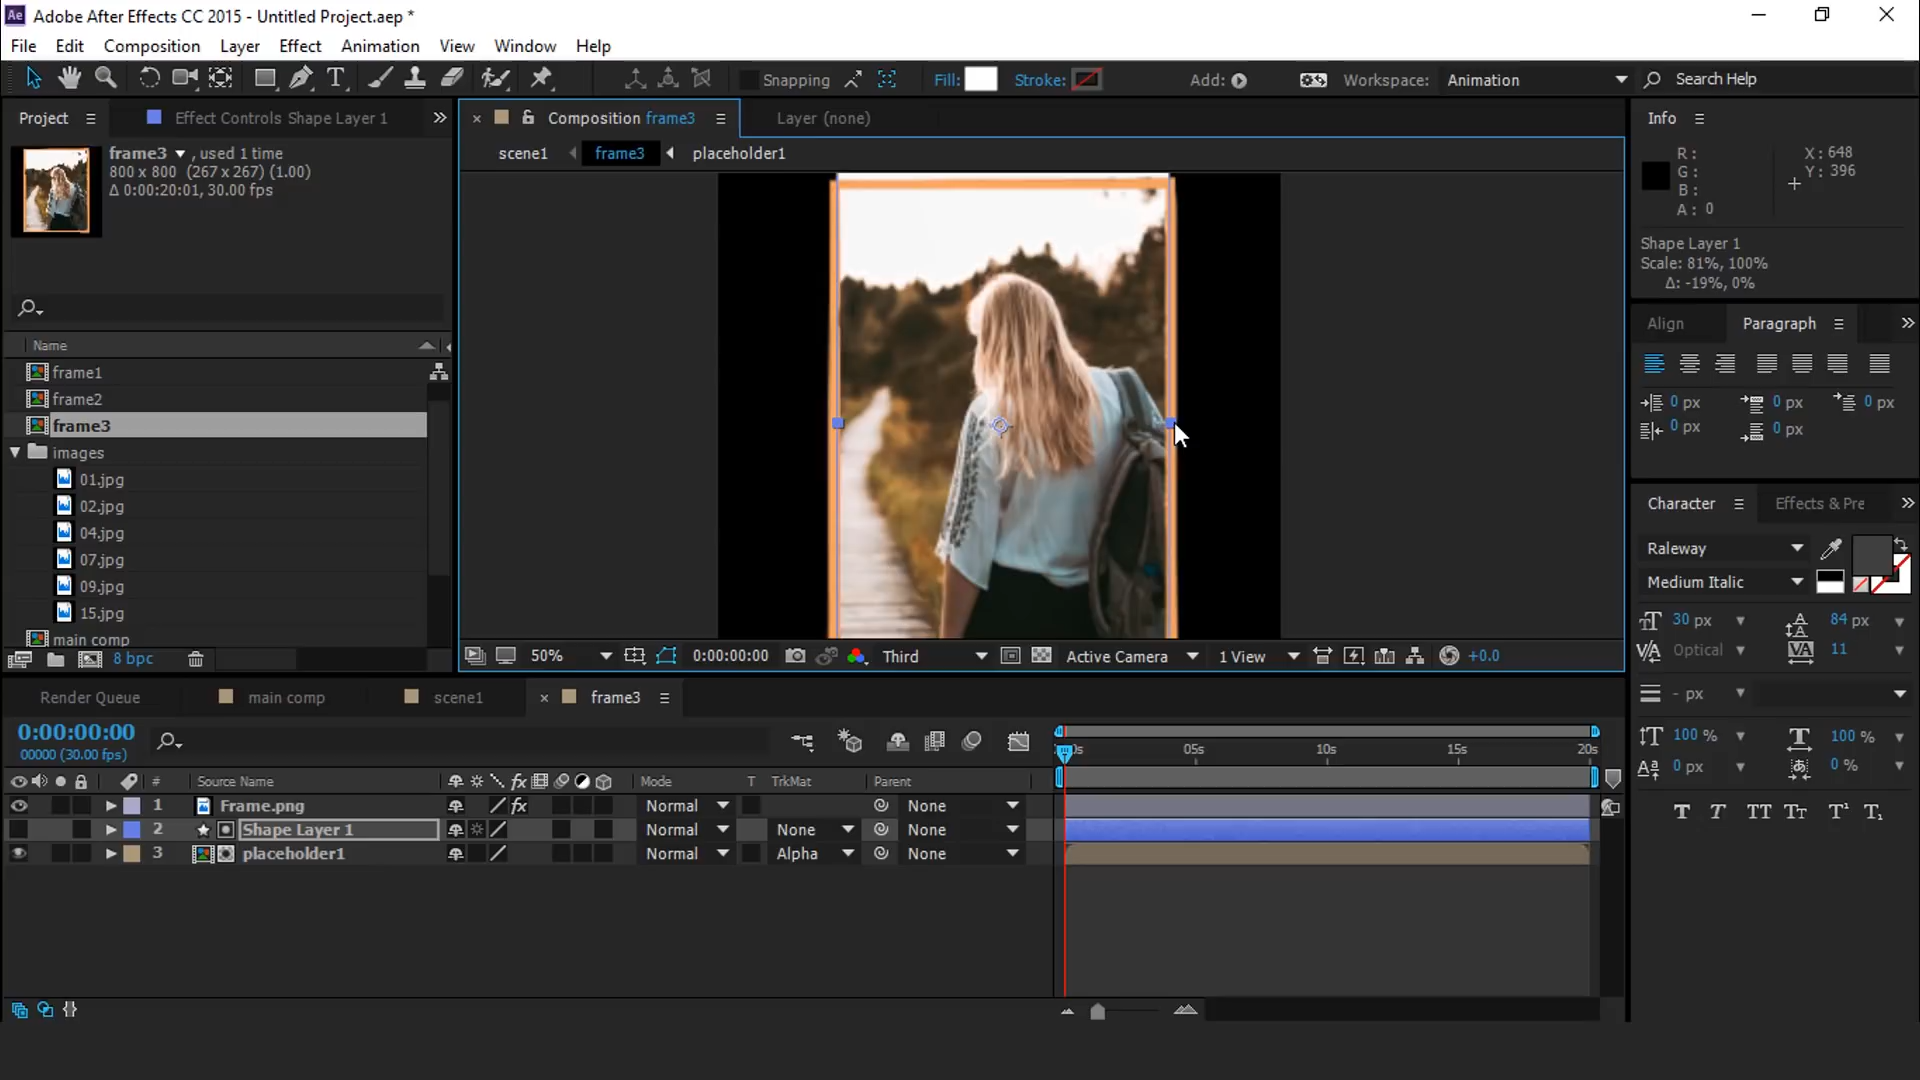 Ae Adobe After Effects CC 2015 - Untitled Project.aep *
File Edit Composition Layer Effect Animation View Window Help
Snapping Fill: Stroke: Add: Workspace: Animation Search Help
Project Effect Controls Shape Layer 1
frame3 , used 1 time
800 x 800 (267 x 267) (1.00)
Δ 0:00:20:01, 30.00 fps
Name
frame1
frame2
frame3
images
01.jpg
02.jpg
04.jpg
07.jpg
09.jpg
15.jpg
main comp
8 bpc
Composition frame3 Layer (none)
scene1 frame3 placeholder1
50% 0:00:00:00 Third Active Camera 1 View +0.0
Info
R:
G:
B:
A: 0
X: 648
Y: 396
Shape Layer 1
Scale: 81%, 100%
Δ: -19%, 0%
Align Paragraph
0 px 0 px 0 px
0 px 0 px
Character Effects & Pre
Raleway
Medium Italic
30 px 84 px
Optical 11
- px
100 % 100 %
0 px 0 %
T T TT TT T¹ T₁
Render Queue main comp scene1 frame3
0:00:00:00
00000 (30.00 fps)
# Source Name Mode T TrkMat Parent
1 Frame.png Normal None
2 Shape Layer 1 Normal None None
3 placeholder1 Normal Alpha None
05s 10s 15s 20s